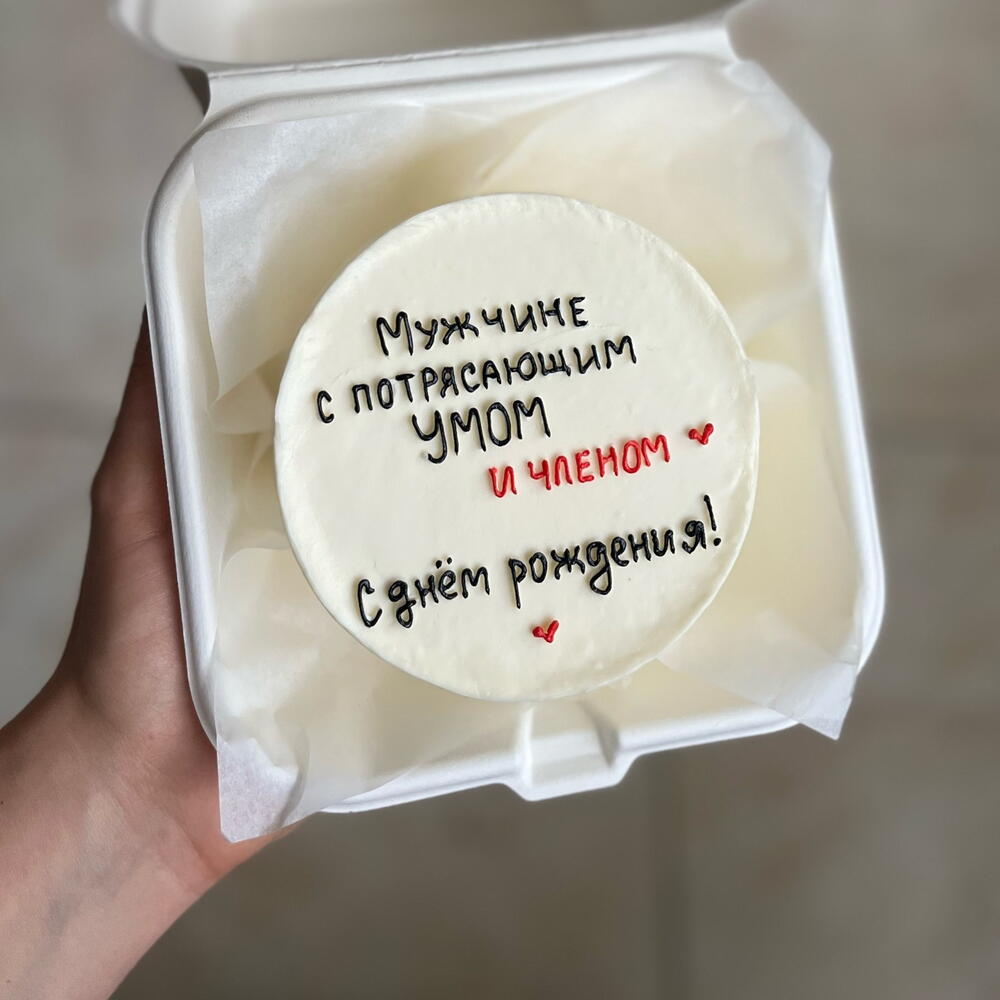 Мужчине
с потрясающим
умом
и членом
С днём рождения!